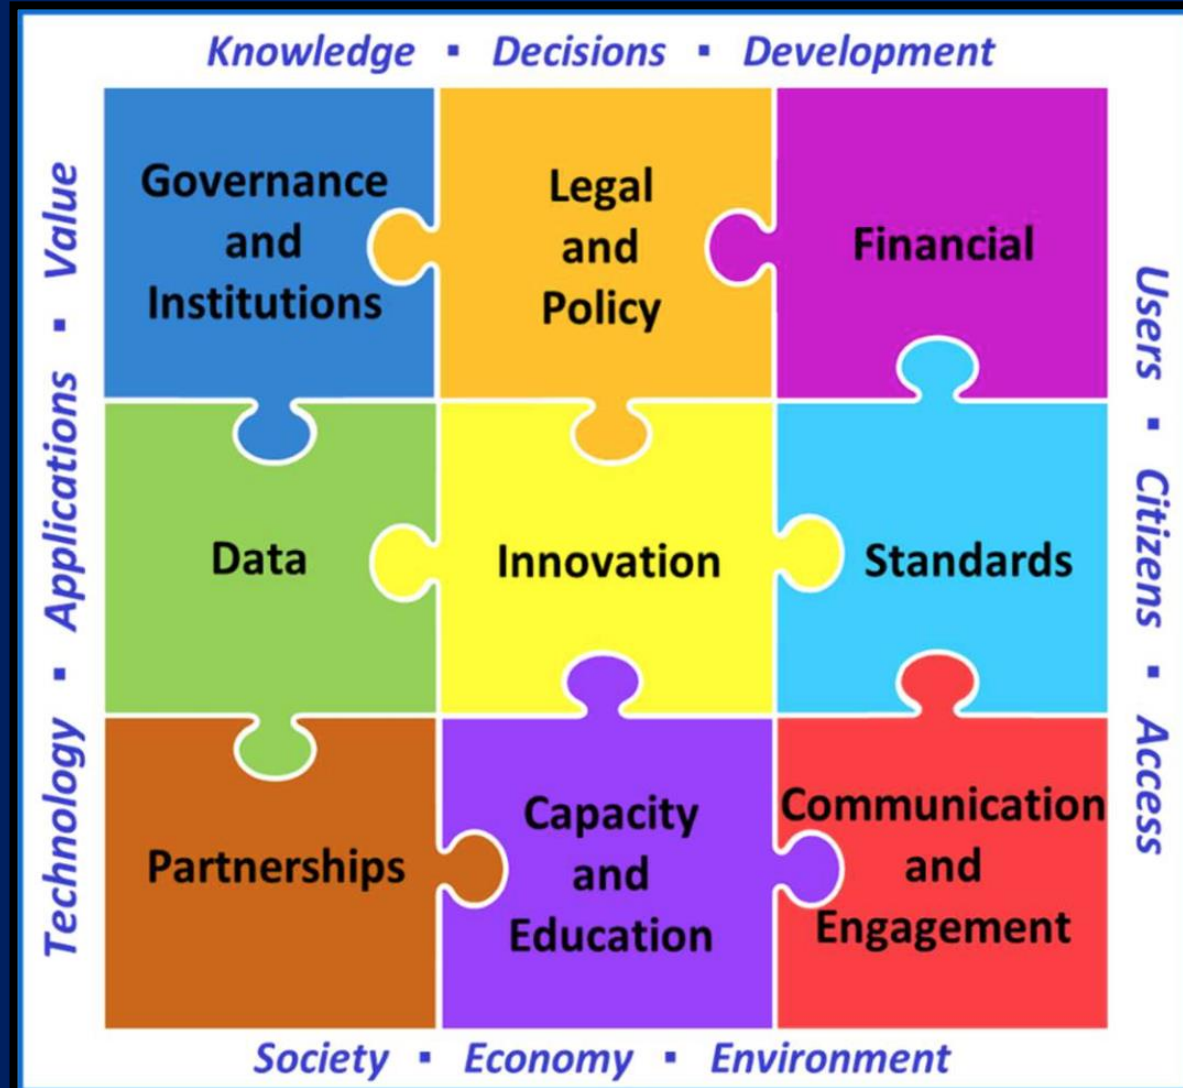 Knowledge ▪ Decisions ▪ Development
Technology ▪ Applications ▪ Value
Governance
and
Institutions
Legal
and
Policy
Financial
Users ▪ Citizens ▪ Access
Data
Innovation
Standards
Partnerships
Capacity
and
Education
Communication
and
Engagement
Society ▪ Economy ▪ Environment